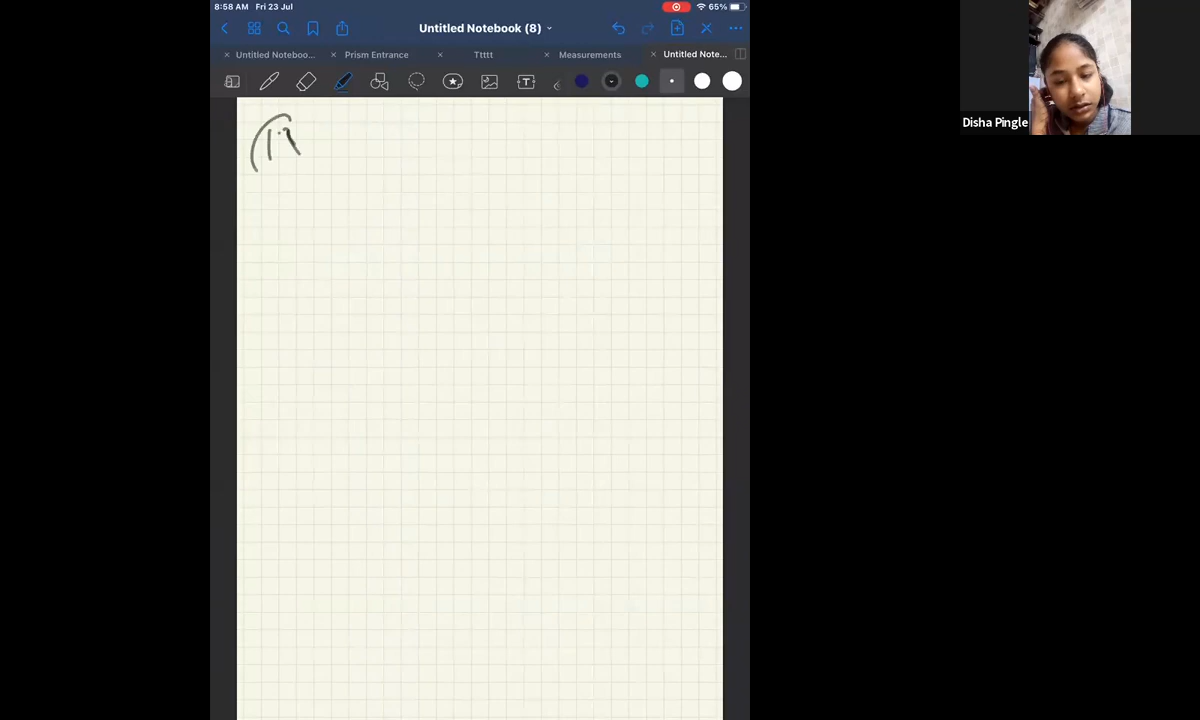 8:58 AM Fri 23 Jul 65%
Untitled Notebook (8)
Untitled Noteboo... Prism Entrance Ttttt Measurements Untitled Note...
T
Disha Pingle